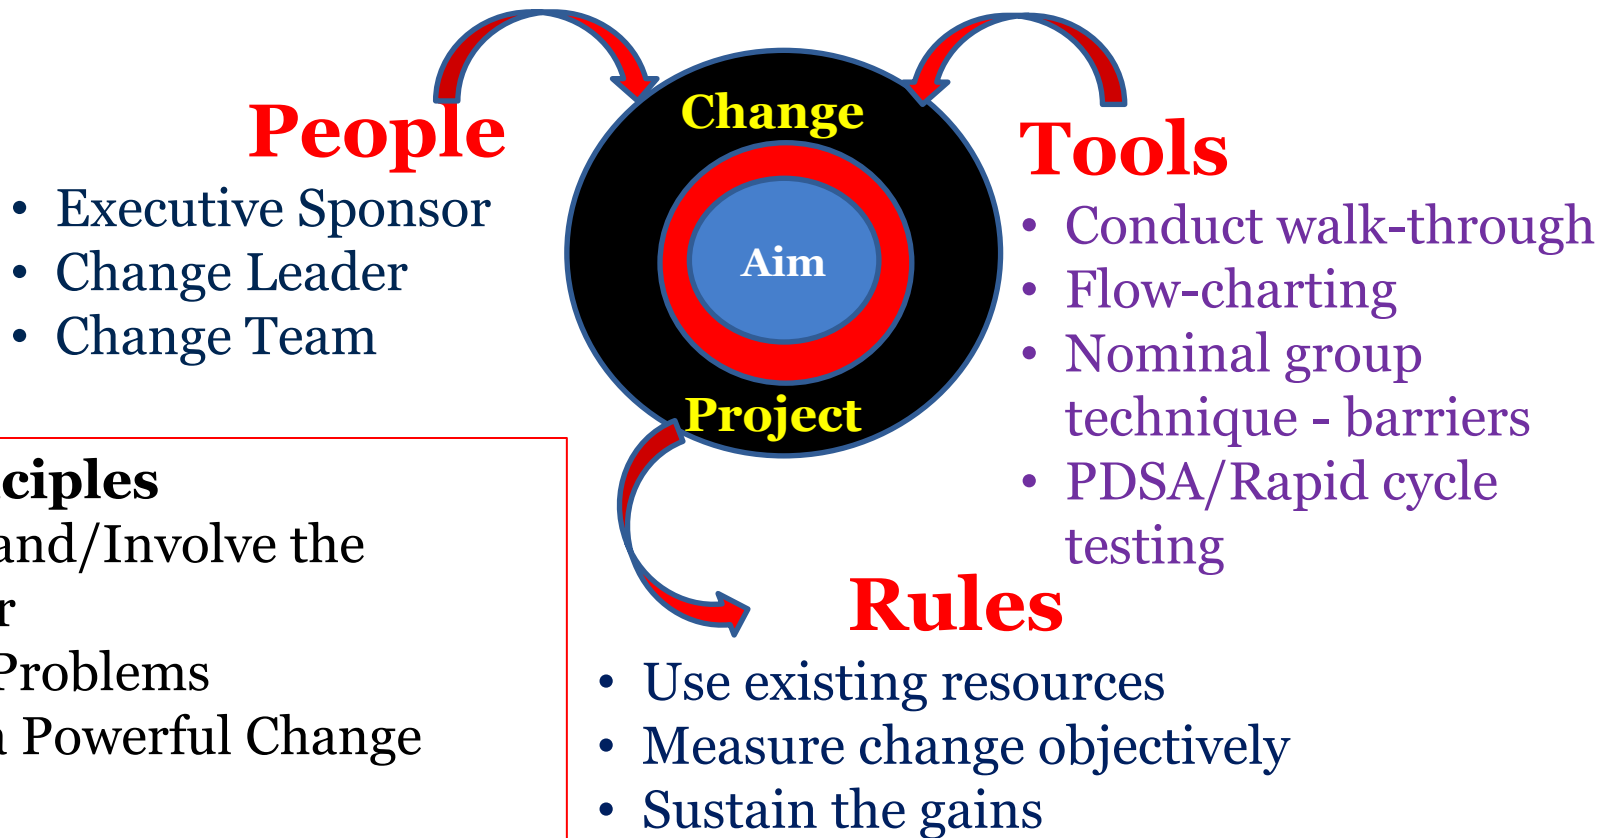 People
• Executive Sponsor
• Change Leader
• Change Team
Change
Aim
Project
Tools
• Conduct walk-through
• Flow-charting
• Nominal group
technique - barriers
• PDSA/Rapid cycle
testing
ciples
and/Involve the
r
Problems
a Powerful Change
Rules
• Use existing resources
• Measure change objectively
• Sustain the gains